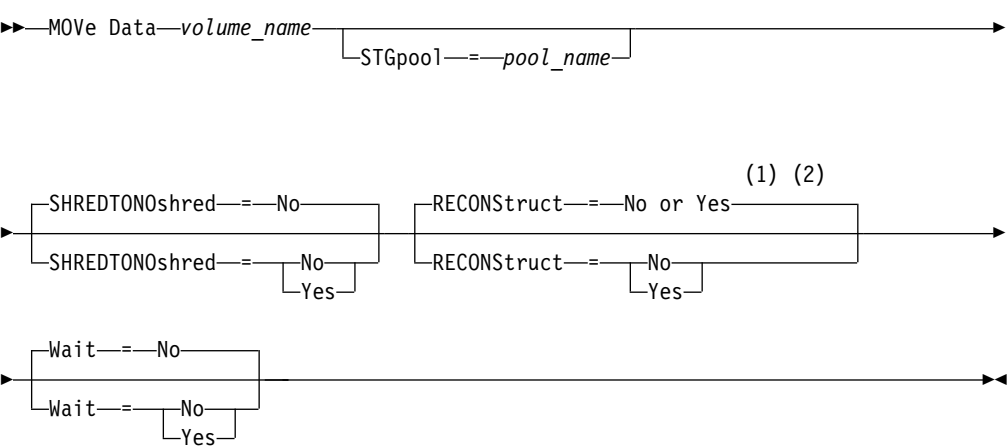 MOVe Data volume_name
STGpool = pool_name
(1) (2)
SHREDTONOshred = No RECONStruct = No or Yes
SHREDTONOshred = No RECONStruct = No
Yes Yes
Wait = No
Wait = No
Yes